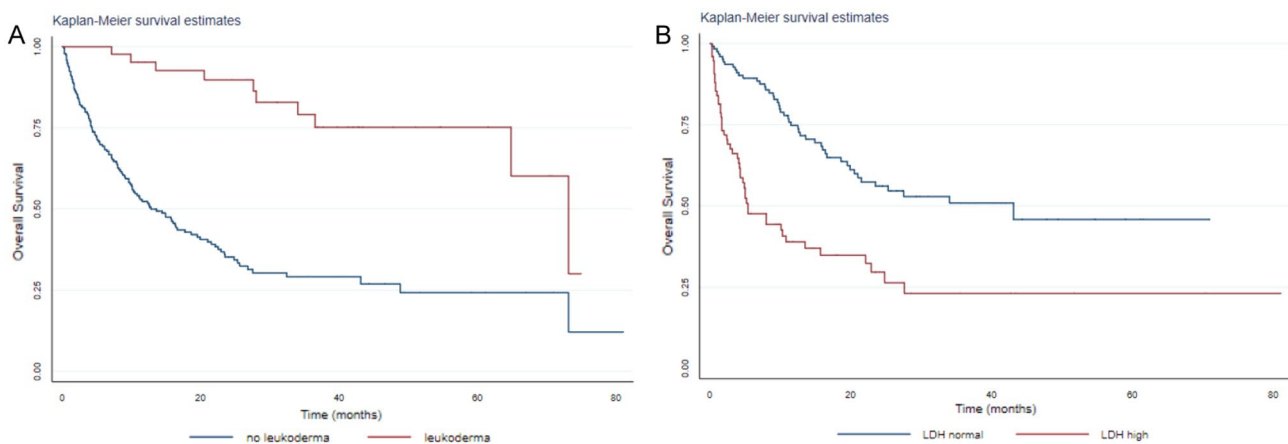 A
Kaplan-Meier survival estimates
Overall Survival
1.00
0.75
0.50
0.25
0.00
0 20 40 60 80
Time (months)
no leukoderma leukoderma
B
Kaplan-Meier survival estimates
Overall Survival
1.00
0.75
0.50
0.25
0.00
0 20 40 60 80
Time (months)
LDH normal LDH high